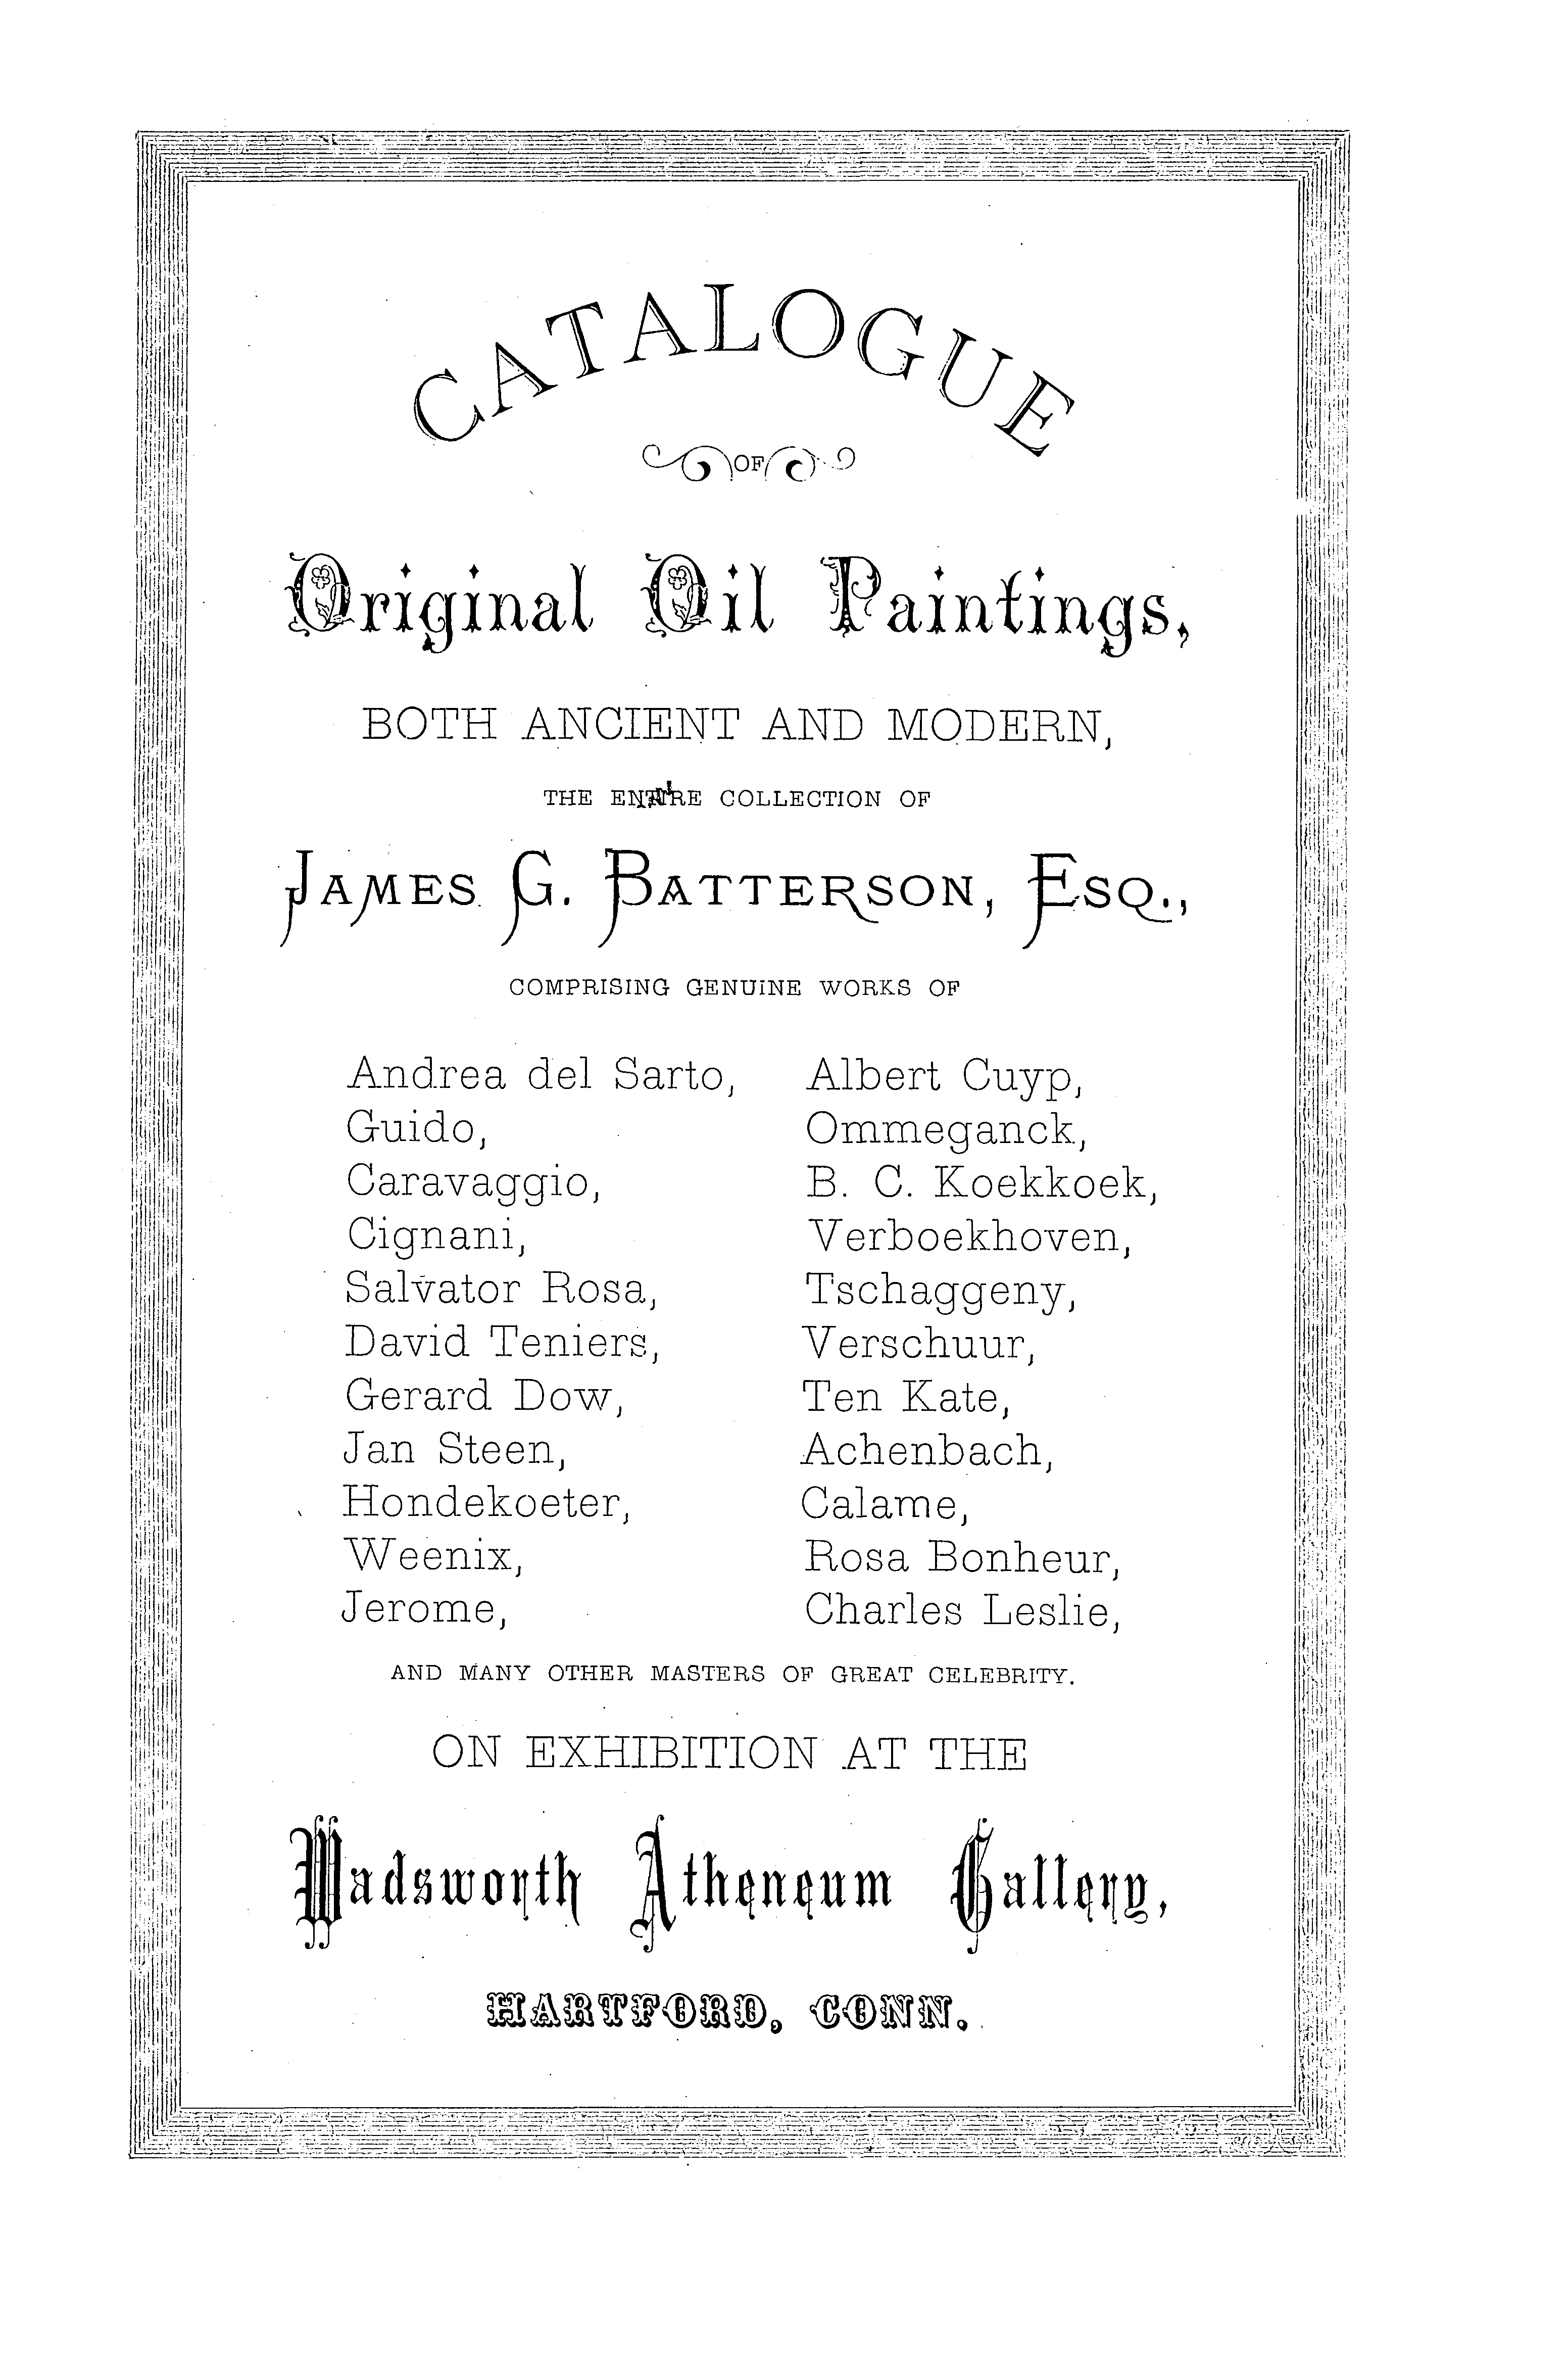 CATALOGUE
OF
Original Oil Paintings,
BOTH ANCIENT AND MODERN,
THE ENTIRE COLLECTION OF
JAMES G. BATTERSON, ESQ.,
COMPRISING GENUINE WORKS OF
Andrea del Sarto,
Guido,
Caravaggio,
Cignani,
Salvator Rosa,
David Teniers,
Gerard Dow,
Jan Steen,
Hondekoeter,
Weenix,
Jerome,
Albert Cuyp,
Ommeganck,
B. C. Koekkoek,
Verboekhoven,
Tschaggeny,
Verschuur,
Ten Kate,
Achenbach,
Calame,
Rosa Bonheur,
Charles Leslie,
AND MANY OTHER MASTERS OF GREAT CELEBRITY.
ON EXHIBITION AT THE
Wadsworth Atheneum Gallery,
HARTFORD, CONN.